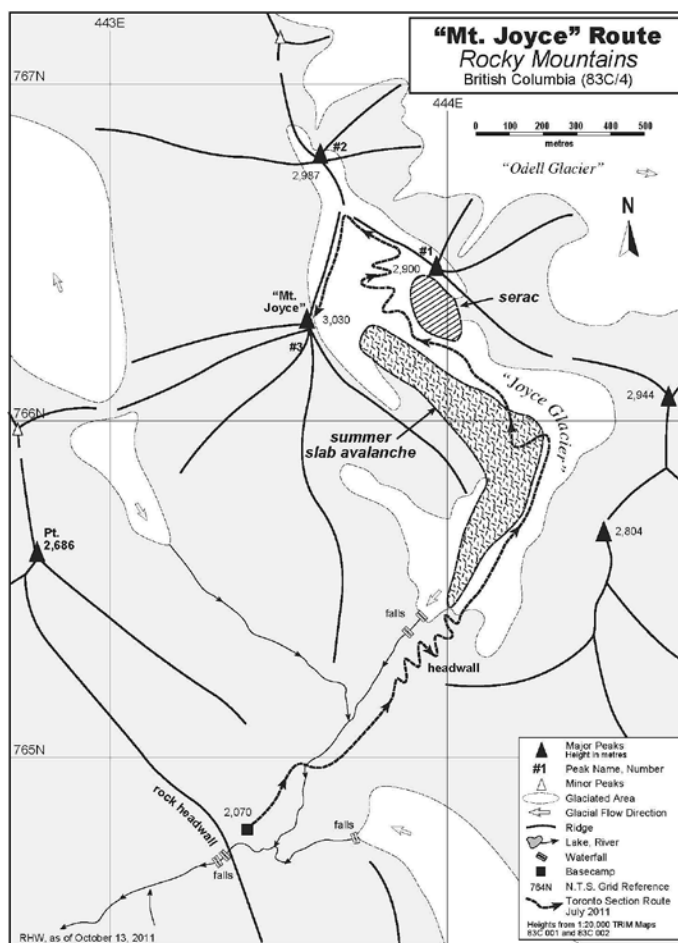 443E
"Mt. Joyce" Route
Rocky Mountains
British Columbia (83C/4)
767N
444E
0 100 200 300 400 500
metres
"Odell Glacier"
#2
2,987
N
#1
2,900
serac
"Mt.
Joyce"
3,030
#3
"Joyce Glacier"
2,944
766N
summer
slab avalanche
Pt.
2,686
2,804
falls
headwall
765N
rock headwall
2,070
falls
falls
Major Peaks
Height in metres
#1 Peak Name, Number
Minor Peaks
Glaciated Area
Glacial Flow Direction
Ridge
Lake, River
Waterfall
Basecamp
764N N.T.S. Grid Reference
Toronto Section Route
July 2011
Heights from 1:20,000 TRIM Maps
83C 001 and 83C 002
RHW, as of October 13, 2011